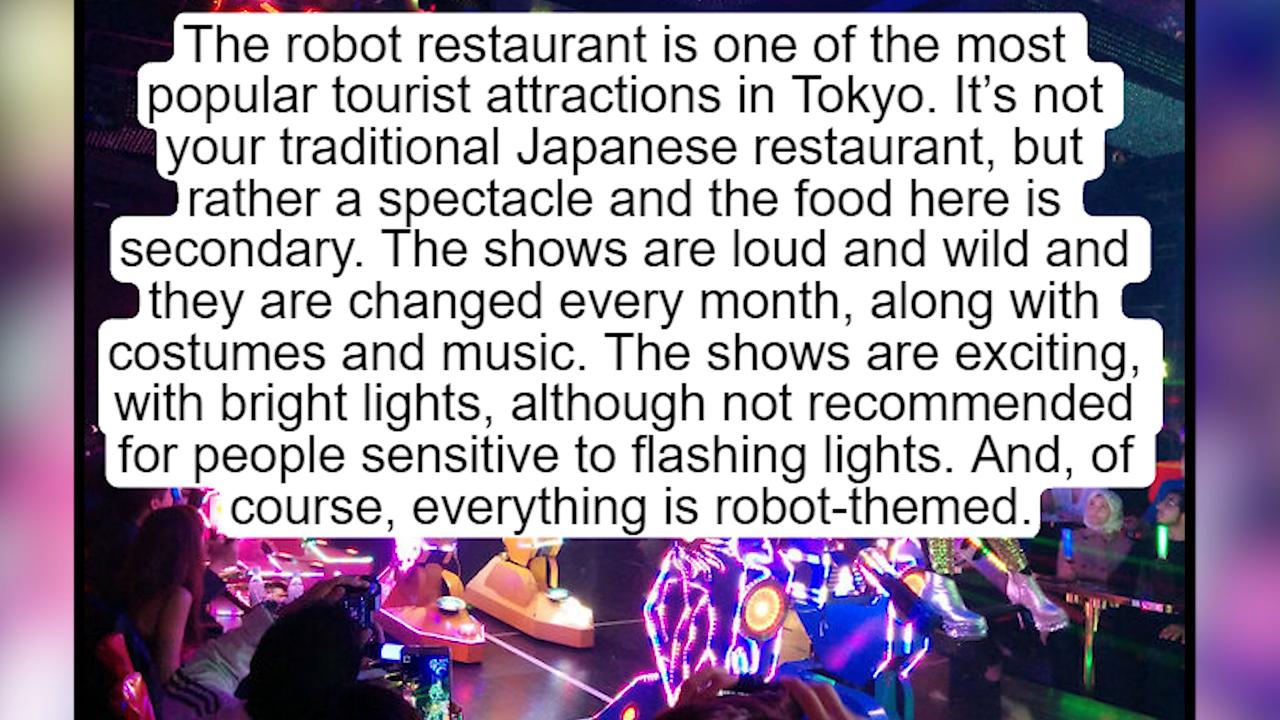 The robot restaurant is one of the most
popular tourist attractions in Tokyo. It’s not
your traditional Japanese restaurant, but
rather a spectacle and the food here is
secondary. The shows are loud and wild and
they are changed every month, along with
costumes and music. The shows are exciting,
with bright lights, although not recommended
for people sensitive to flashing lights. And, of
course, everything is robot-themed.